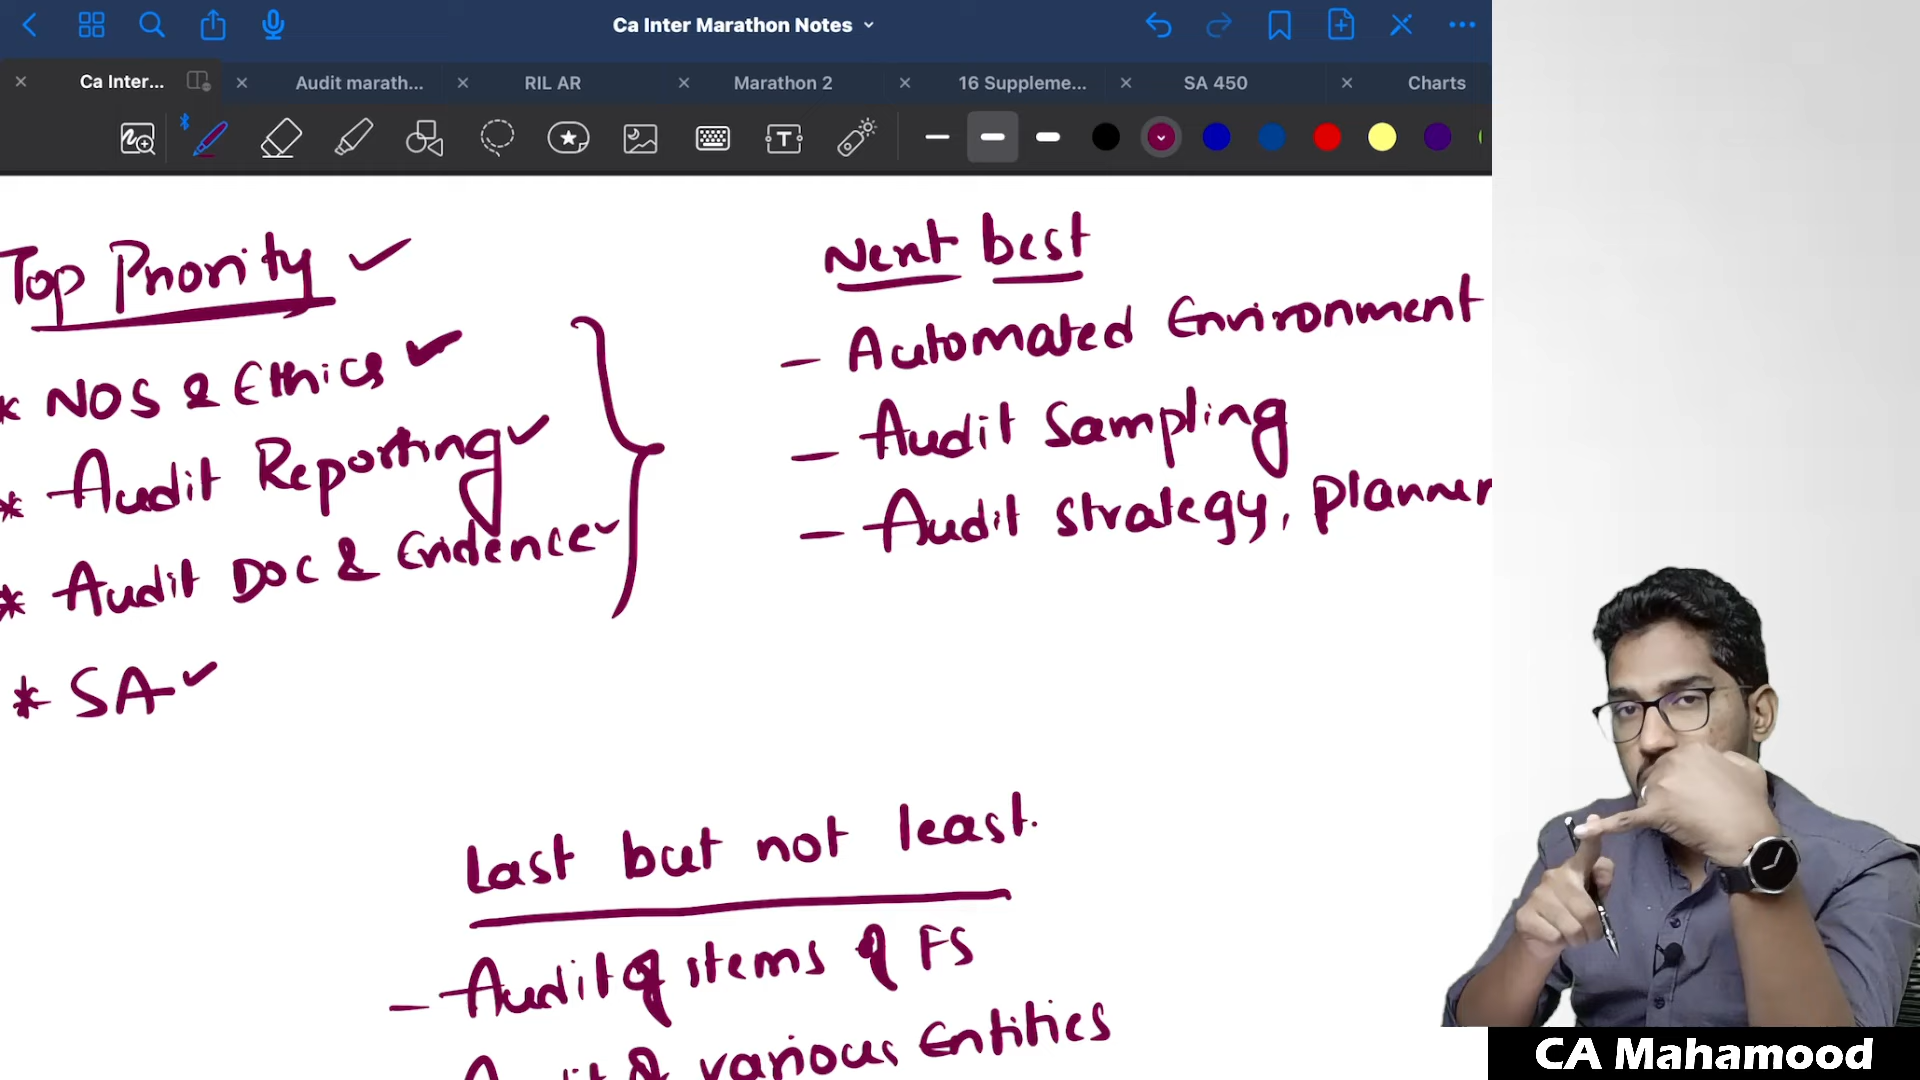 Ca Inter Marathon Notes
Ca Inter...
Audit marath...
RIL AR
Marathon 2
16 Suppleme...
SA 450
Charts
Top Priority ✓
* NOS & Ethics ✓
* Audit Reporting ✓
* Audit Doc & Evidence ✓
* SA ✓
Next best
- Automated Environment
- Audit Sampling
- Audit strategy, planner
Last but not least.
- Audit of items of FS
Audit of various Entities
CA Mahamood